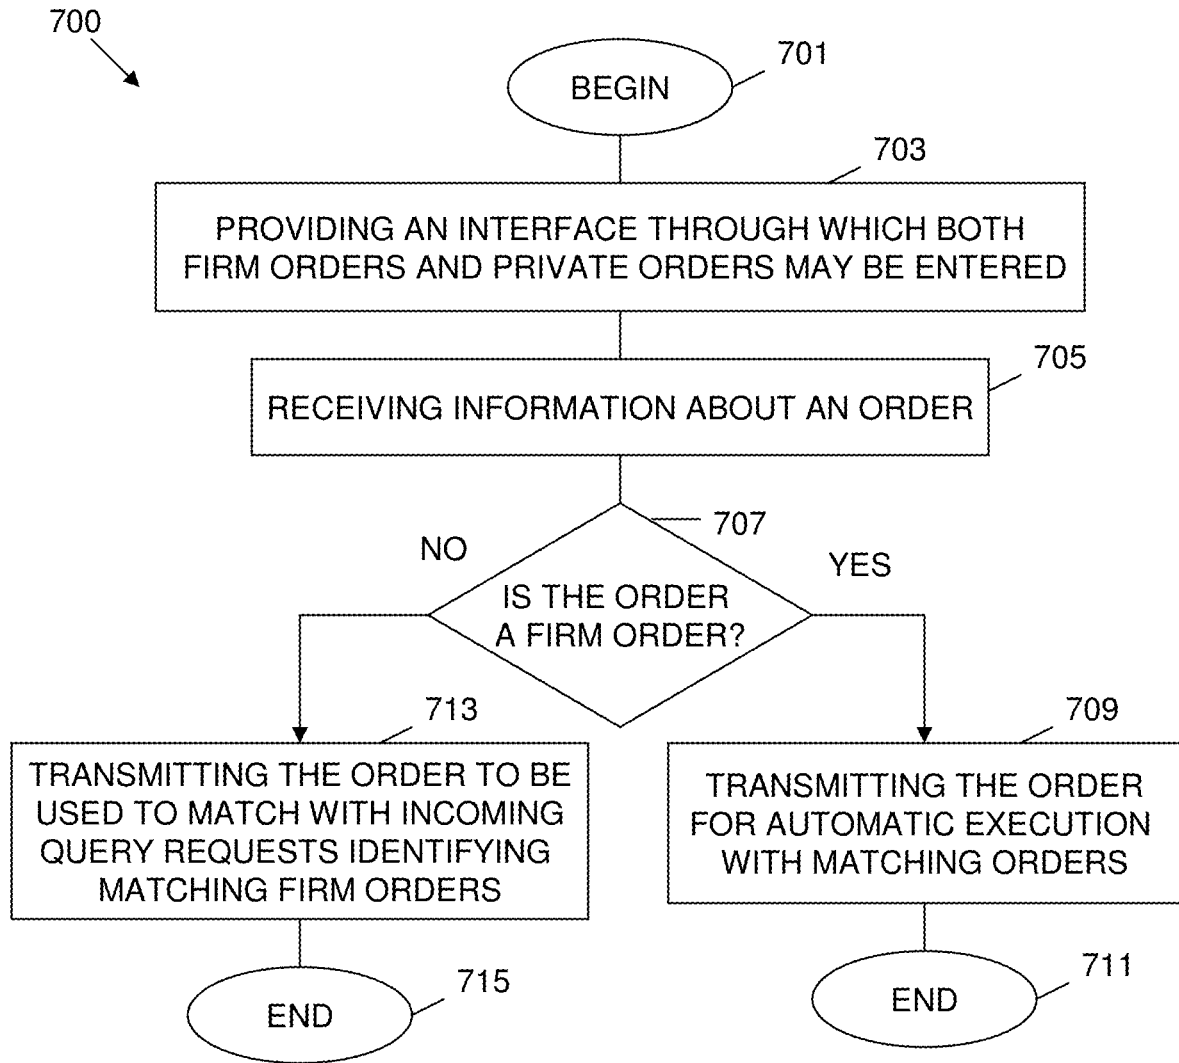 700
701
BEGIN
703
PROVIDING AN INTERFACE THROUGH WHICH BOTH
FIRM ORDERS AND PRIVATE ORDERS MAY BE ENTERED
705
RECEIVING INFORMATION ABOUT AN ORDER
707
NO
YES
IS THE ORDER
A FIRM ORDER?
713
TRANSMITTING THE ORDER TO BE
USED TO MATCH WITH INCOMING
QUERY REQUESTS IDENTIFYING
MATCHING FIRM ORDERS
709
TRANSMITTING THE ORDER
FOR AUTOMATIC EXECUTION
WITH MATCHING ORDERS
715
END
711
END